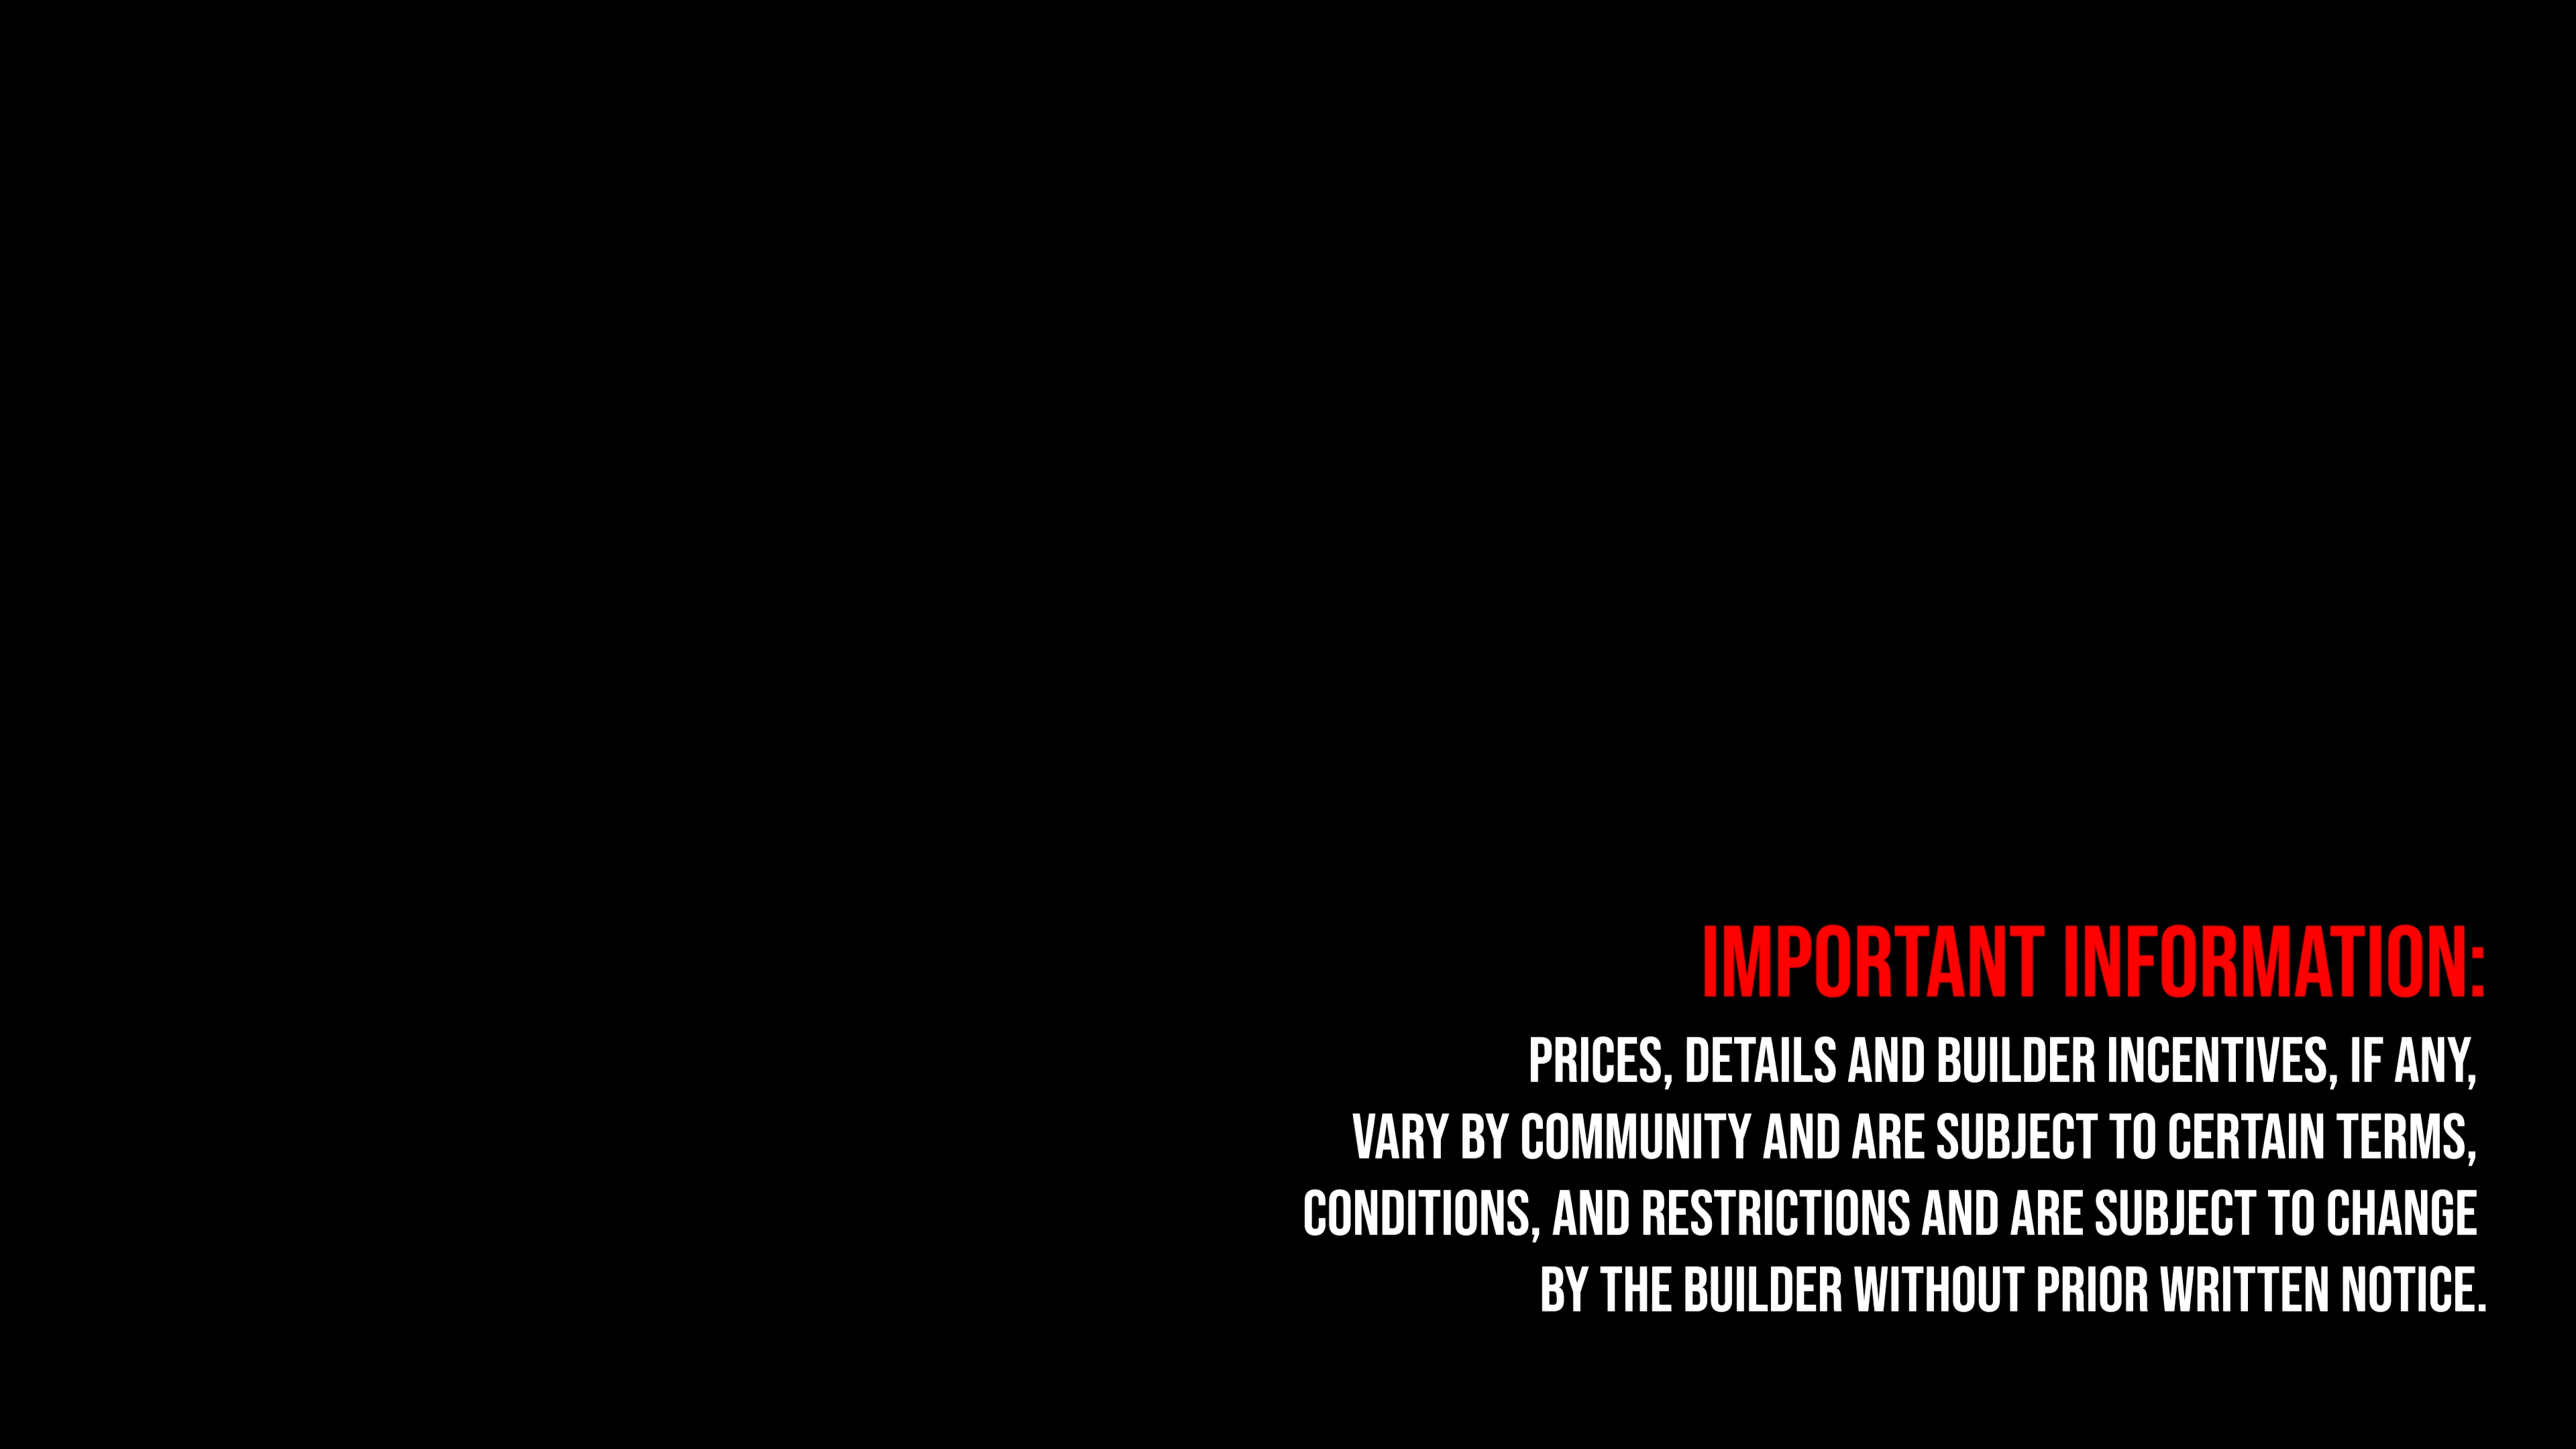 IMPORTANT INFORMATION:
PRICES, DETAILS AND BUILDER INCENTIVES, IF ANY,
VARY BY COMMUNITY AND ARE SUBJECT TO CERTAIN TERMS,
CONDITIONS, AND RESTRICTIONS AND ARE SUBJECT TO CHANGE
BY THE BUILDER WITHOUT PRIOR WRITTEN NOTICE.